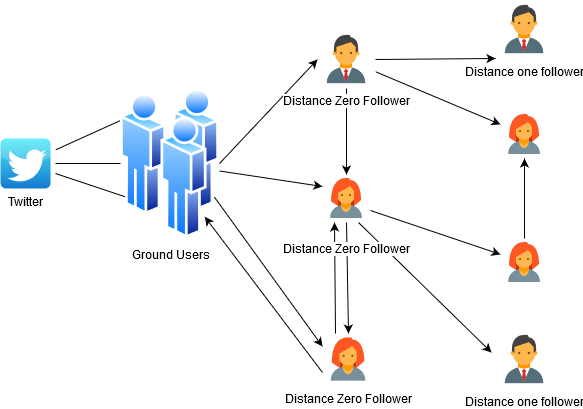 Distance one follower
Distance Zero Follower
Twitter
Ground Users
Distance Zero Follower
Distance Zero Follower
Distance one follower